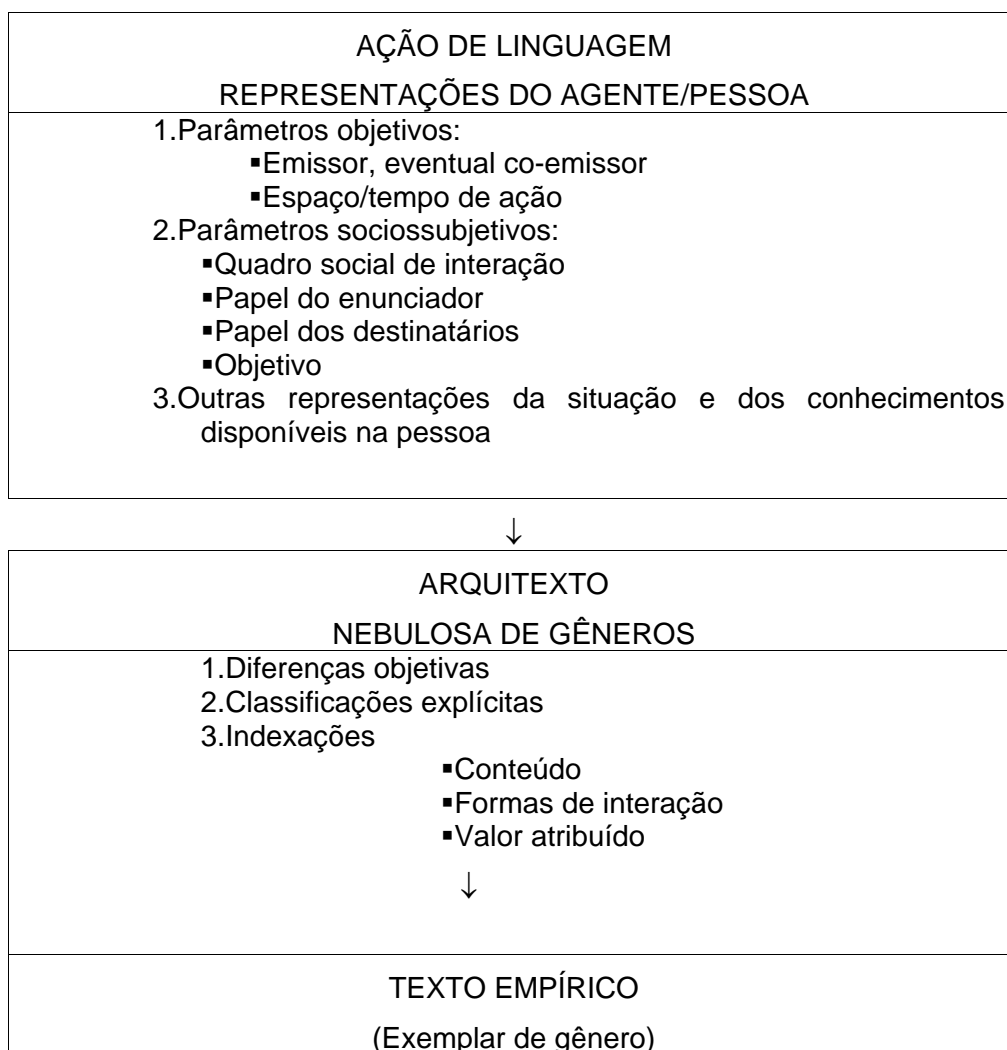 AÇÃO DE LINGUAGEM
REPRESENTAÇÕES DO AGENTE/PESSOA
1.Parâmetros objetivos:
▪Emissor, eventual co-emissor
▪Espaço/tempo de ação
2.Parâmetros sociossubjetivos:
▪Quadro social de interação
▪Papel do enunciador
▪Papel dos destinatários
▪Objetivo
3.Outras representações da situação e dos conhecimentos
disponíveis na pessoa
↓
ARQUITEXTO
NEBULOSA DE GÊNEROS
1.Diferenças objetivas
2.Classificações explícitas
3.Indexações
▪Conteúdo
▪Formas de interação
▪Valor atribuído
↓
TEXTO EMPÍRICO
(Exemplar de gênero)